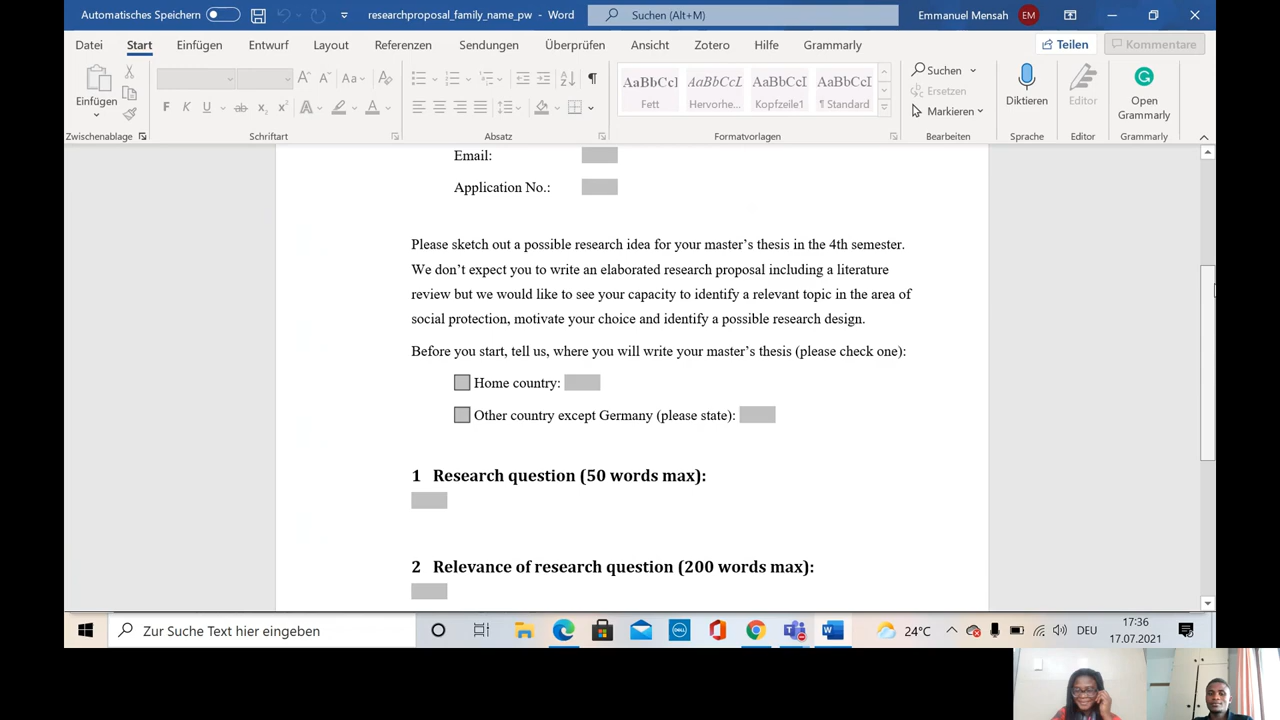 Automatisches Speichern
researchproposal_family_name_pw - Word
Suchen (Alt+M)
Emmanuel Mensah
EM
Datei Start Einfügen Entwurf Layout Referenzen Sendungen Überprüfen Ansicht Zotero Hilfe Grammarly
Teilen
Kommentare
Einfügen
Aa
F K U ab x₂ x² A A
AaBbCcI AaBbCcL AaBbCcI AaBbCcL
Fett Hervorhe... Kopfzeile1 ¶ Standard
Suchen
Ersetzen
Markieren
Diktieren
Editor
Open
Grammarly
Zwischenablage Schriftart Absatz Formatvorlagen Bearbeiten Sprache Editor Grammarly
Email:
Application No.:
Please sketch out a possible research idea for your master’s thesis in the 4th semester.
We don’t expect you to write an elaborated research proposal including a literature
review but we would like to see your capacity to identify a relevant topic in the area of
social protection, motivate your choice and identify a possible research design.
Before you start, tell us, where you will write your master’s thesis (please check one):
Home country:
Other country except Germany (please state):
1 Research question (50 words max):
2 Relevance of research question (200 words max):
Zur Suche Text hier eingeben
DELL
W
24°C
DEU
17:36
17.07.2021